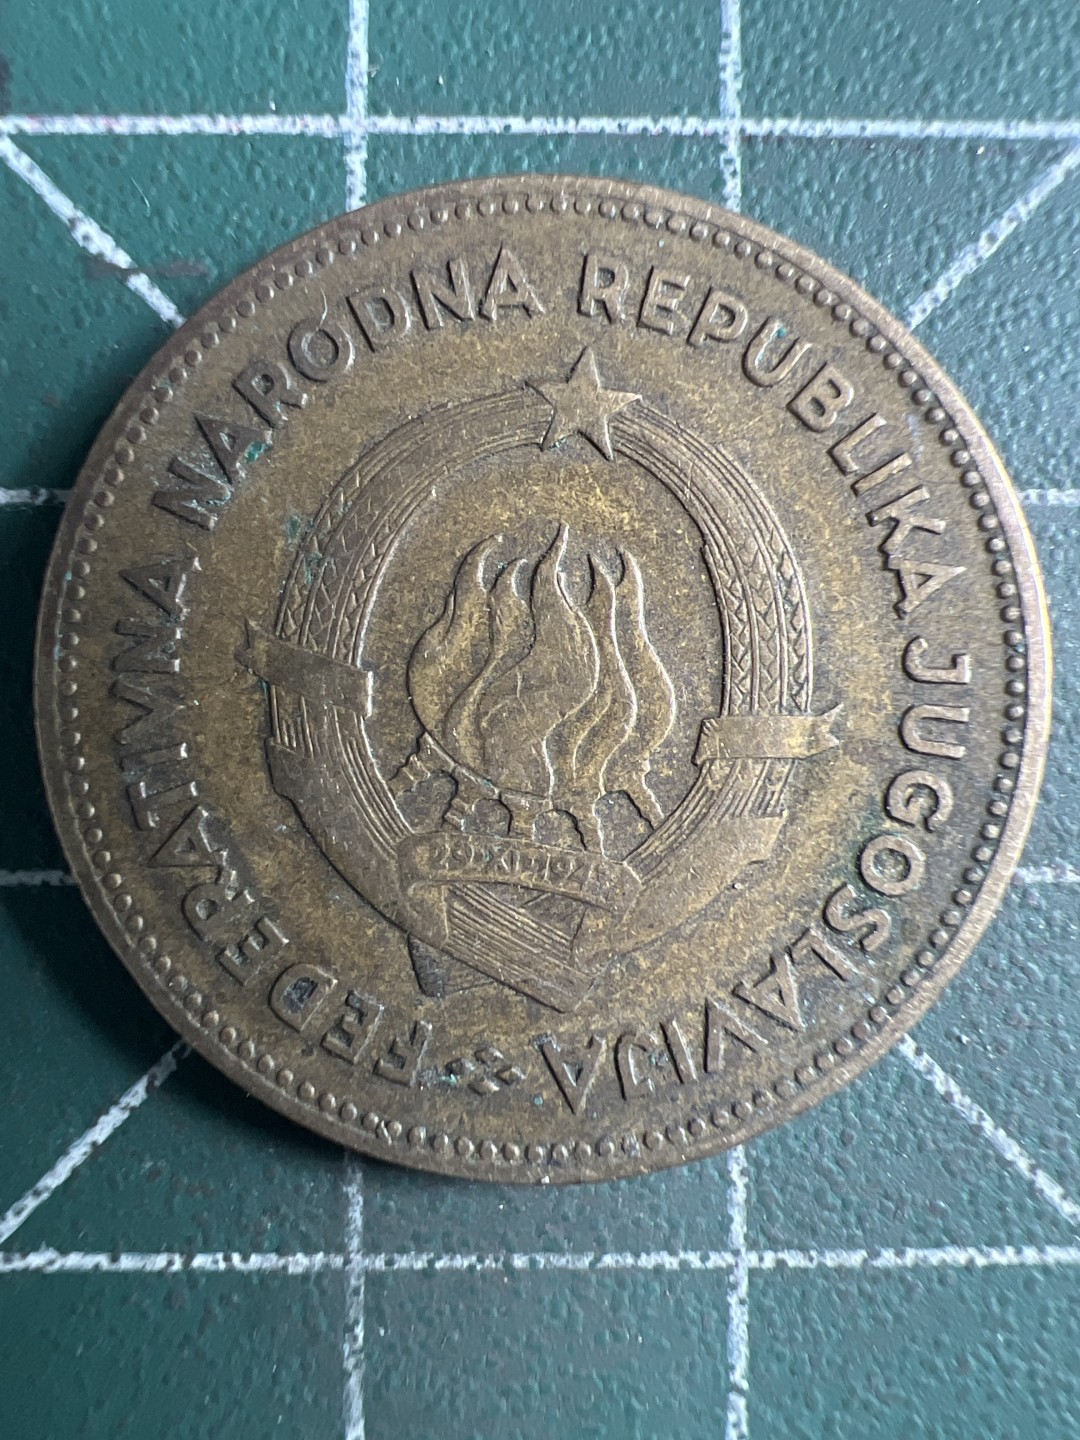 FEDERATIVNA NARODNA REPUBLIKA JUGOSLAVIJA
29.XI.1943